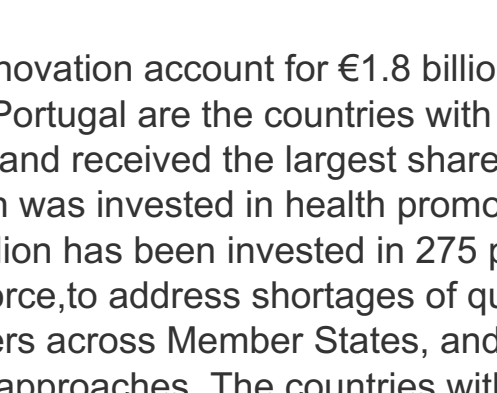 novation account for €1.8 billio
Portugal are the countries with
and received the largest share
was invested in health promo
lion has been invested in 275 p
orce,to address shortages of qu
ers across Member States, and
approaches. The countries with